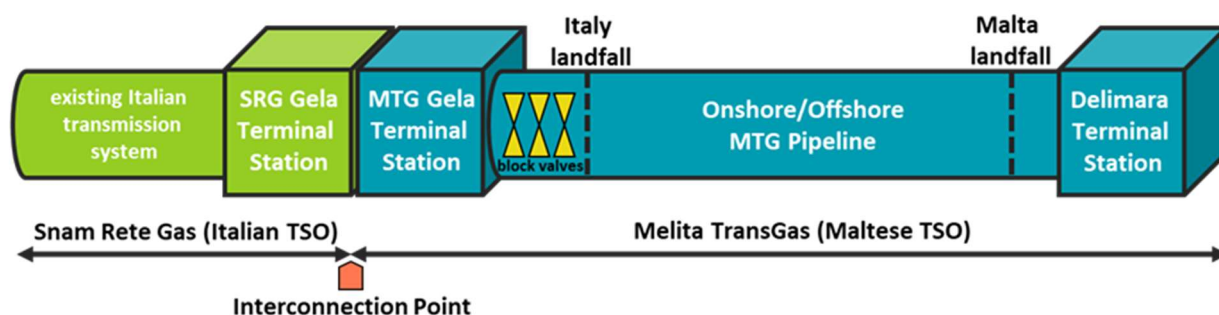 Italy
landfall
Malta
landfall
existing Italian
transmission
system
SRG Gela
Terminal
Station
MTG Gela
Terminal
Station
block valves
Onshore/Offshore
MTG Pipeline
Delimara
Terminal
Station
Snam Rete Gas (Italian TSO)
Melita TransGas (Maltese TSO)
Interconnection Point